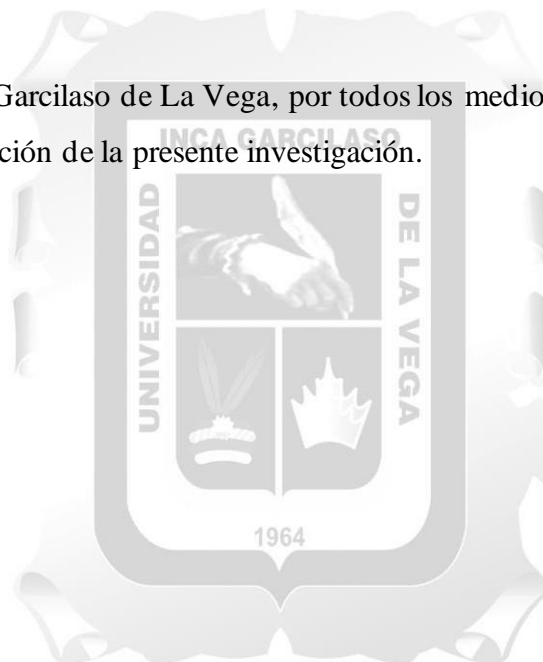 Garcilaso de La Vega, por todos los medio
ción de la presente investigación.
INCA GARCILASO
UNIVERSIDAD
DE LA VEGA
1964